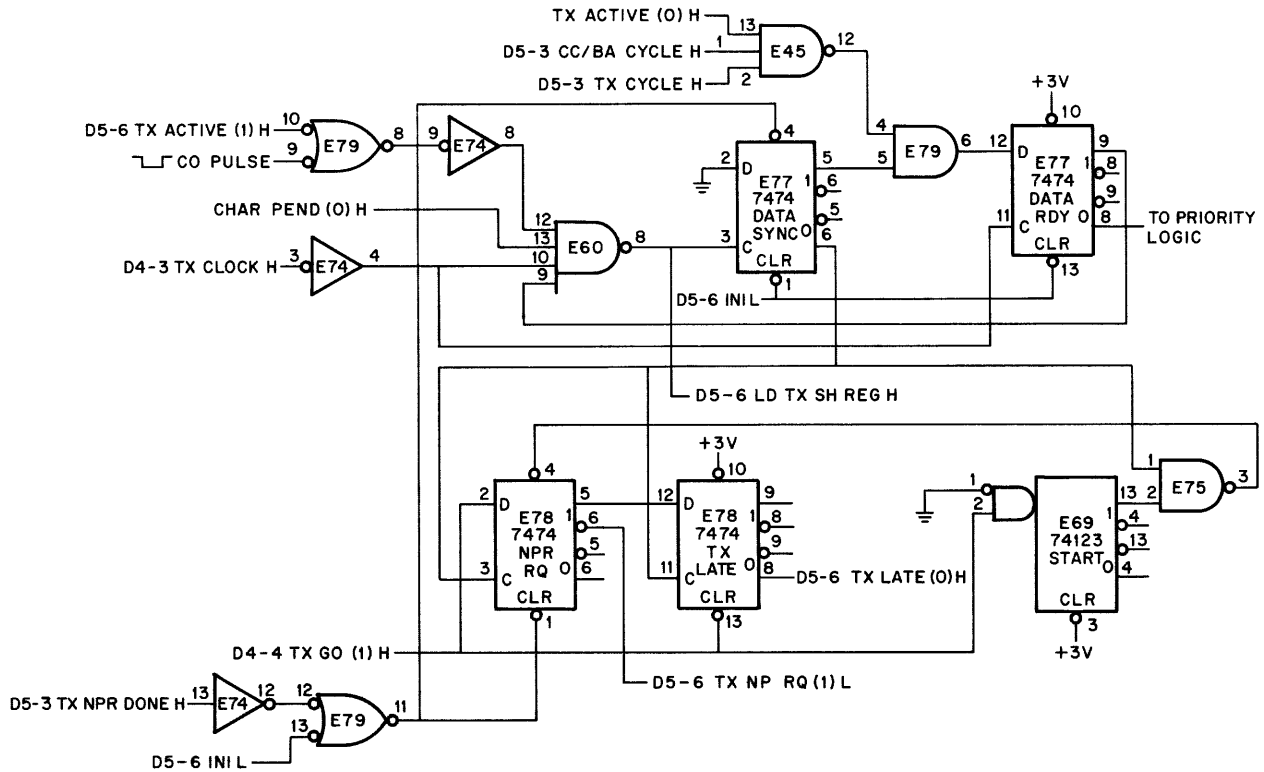 TX ACTIVE (0) H
13
D5-3 CC/BA CYCLE H
1
E45
12
D5-3 TX CYCLE H
2
+3V
10
D5-6 TX ACTIVE (1) H
10
E79
8
9
E74
8
9
CO PULSE
4
4
E79
6
5
12
D
E77
7474
DATA
RDY
1
9
8
9
0
8
11
C
CLR
13
TO PRIORITY
LOGIC
2
D
E77
7474
DATA
SYNC
1
5
6
5
0
6
3
C
CLR
1
CHAR PEND (0) H
12
13
E60
8
10
9
D4-3 TX CLOCK H
3
E74
4
D5-6 INI L
D5-6 LD TX SH REG H
+3V
4
10
2
D
E78
7474
NPR
RQ
1
5
6
5
0
6
3
C
CLR
1
12
D
E78
7474
TX
LATE
1
9
8
9
0
8
11
C
CLR
13
D5-6 TX LATE (0) H
1
2
E69
74123
START
1
13
4
13
0
4
CLR
3
+3V
1
2
E75
3
D4-4 TX GO (1) H
D5-6 TX NP RQ (1) L
D5-3 TX NPR DONE H
13
E74
12
12
E79
11
13
D5-6 INI L